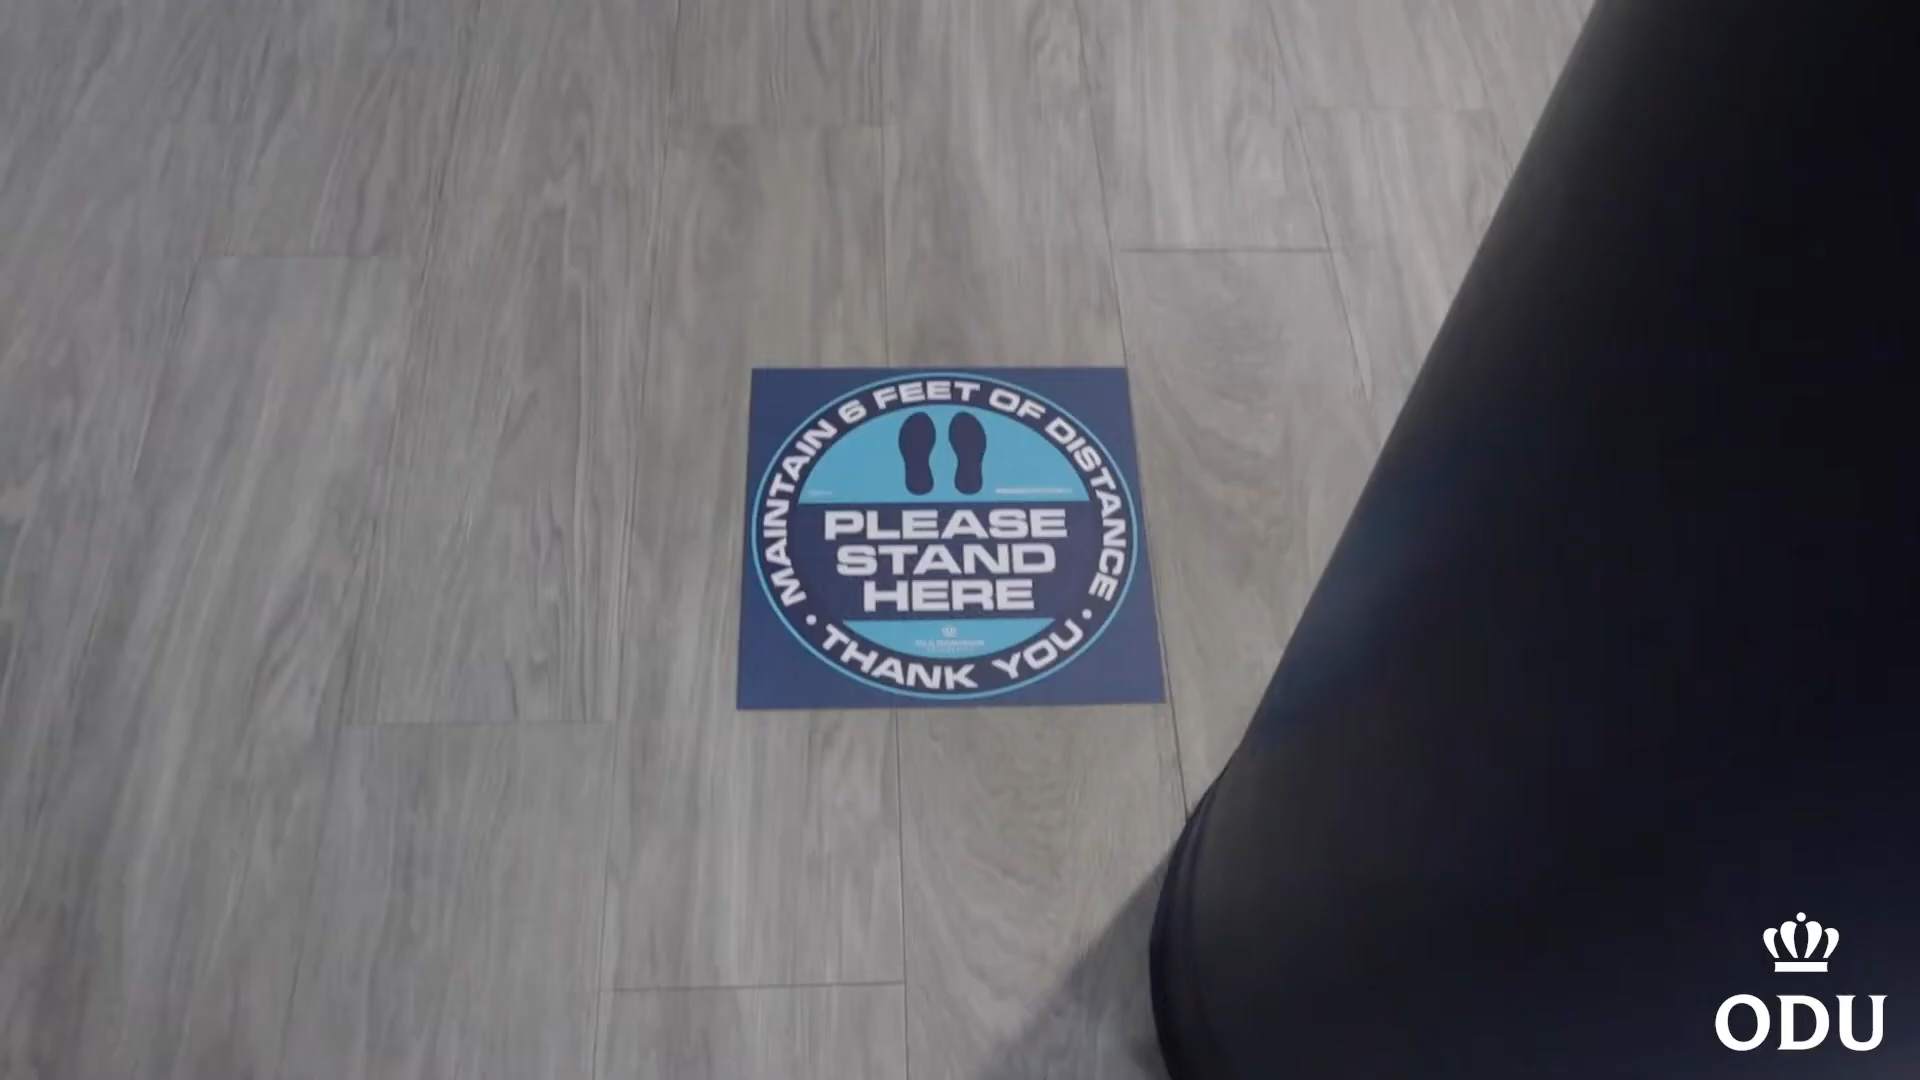 MAINTAIN 6 FEET OF DISTANCE
PLEASE
STAND
HERE
• THANK YOU •
ODU